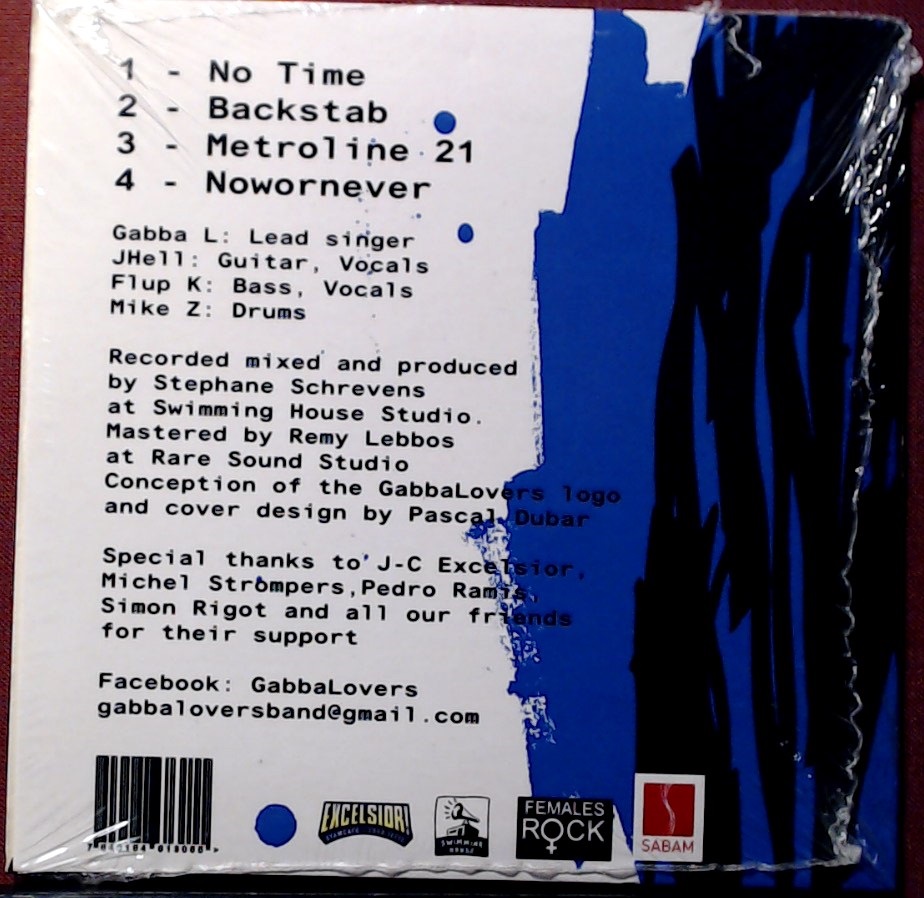 1 - No Time
2 - Backstab
3 - Metroline 21
4 - Nowornever
Gabba L: Lead singer
JHell: Guitar, Vocals
Flup K: Bass, Vocals
Mike Z: Drums
Recorded mixed and produced
by Stephane Schrevens
at Swimming House Studio.
Mastered by Remy Lebbos
at Rare Sound Studio
Conception of the GabbaLovers logo
and cover design by Pascal Dubar
Special thanks to J-C Excelsior,
Michel Strompers,Pedro Ramis,
Simon Rigot and all our friends
for their support
Facebook: GabbaLovers
gabbaloversband@gmail.com
EXCELSIOR!
SWIMMING
HOUSE
FEMALES
ROCK
SABAM